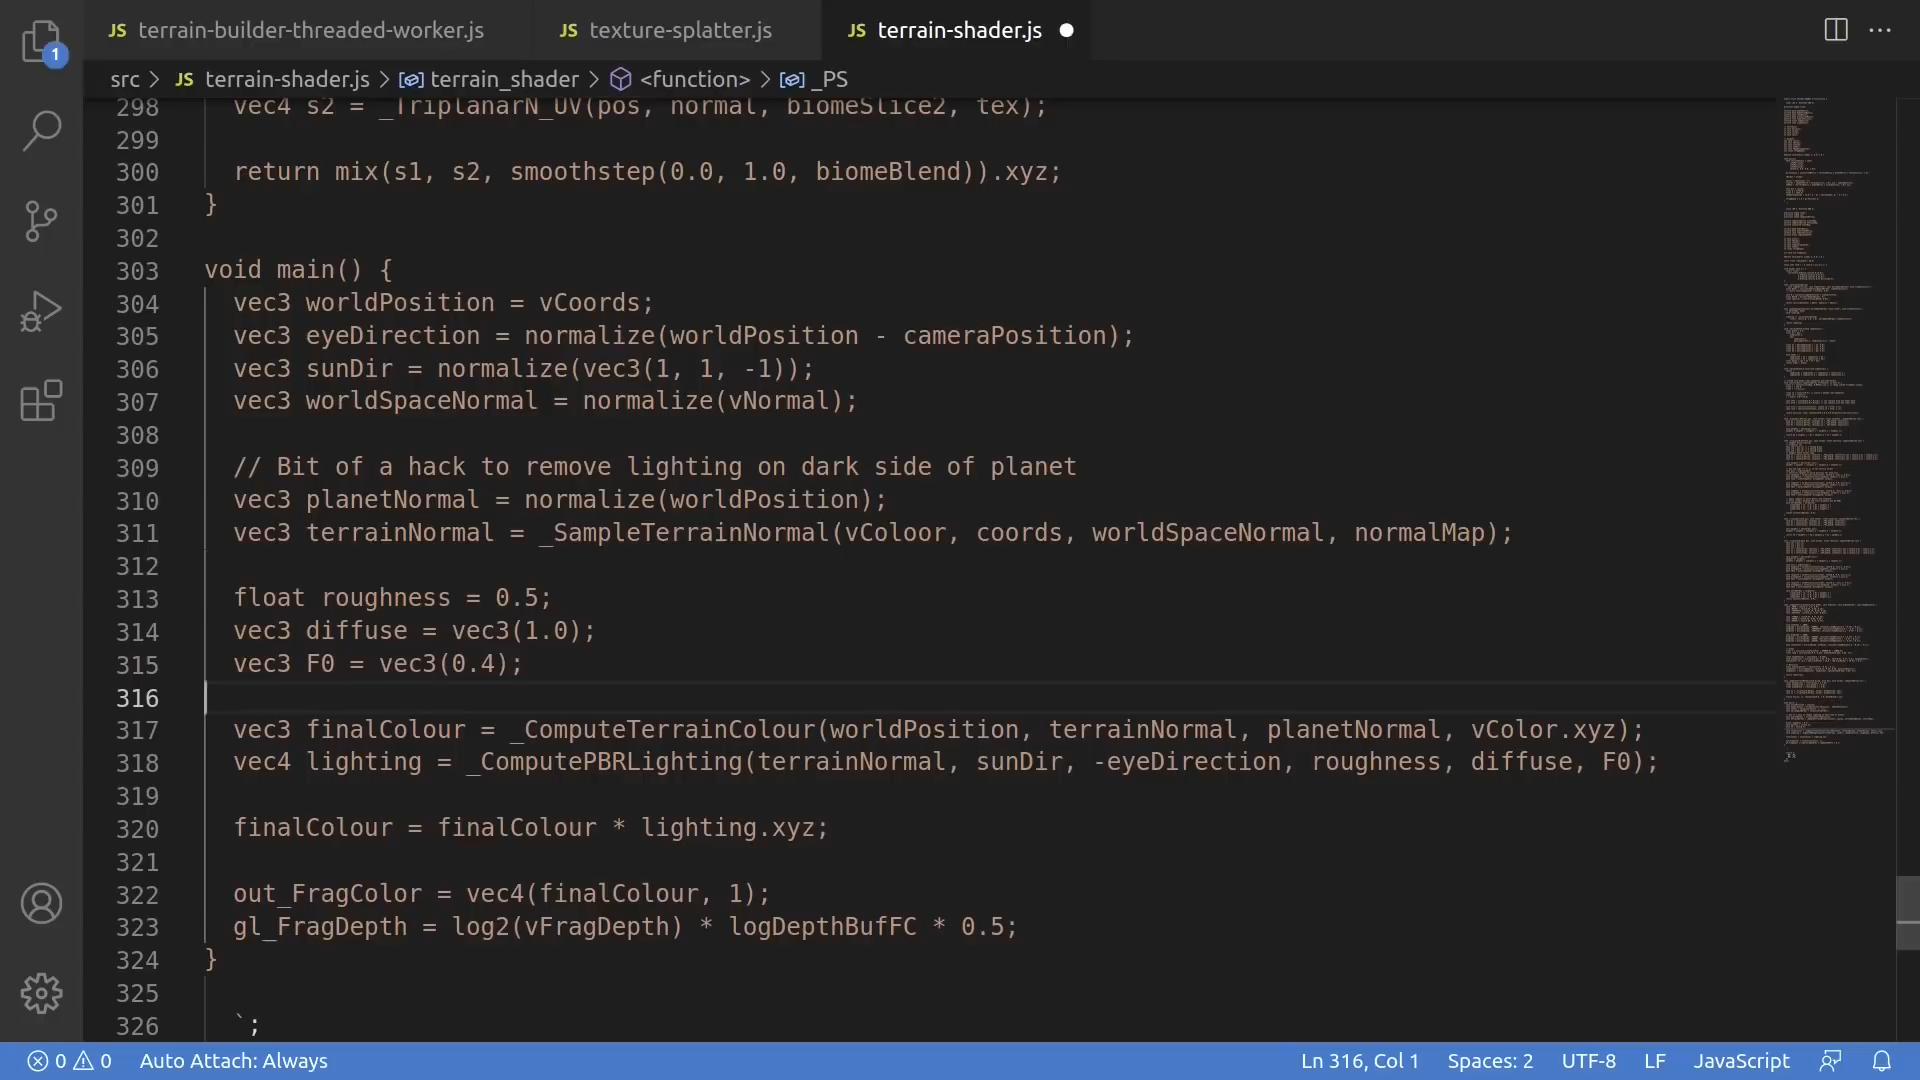 JS terrain-builder-threaded-worker.js JS texture-splatter.js JS terrain-shader.js
1
src > JS terrain-shader.js > terrain_shader > <function> > _PS
298 vec4 s2 = _TriplanarN_UV(pos, normal, biomeSlice2, tex);
299
300 return mix(s1, s2, smoothstep(0.0, 1.0, biomeBlend)).xyz;
301 }
302
303 void main() {
304 vec3 worldPosition = vCoords;
305 vec3 eyeDirection = normalize(worldPosition - cameraPosition);
306 vec3 sunDir = normalize(vec3(1, 1, -1));
307 vec3 worldSpaceNormal = normalize(vNormal);
308
309 // Bit of a hack to remove lighting on dark side of planet
310 vec3 planetNormal = normalize(worldPosition);
311 vec3 terrainNormal = _SampleTerrainNormal(vColoor, coords, worldSpaceNormal, normalMap);
312
313 float roughness = 0.5;
314 vec3 diffuse = vec3(1.0);
315 vec3 F0 = vec3(0.4);
316
317 vec3 finalColour = _ComputeTerrainColour(worldPosition, terrainNormal, planetNormal, vColor.xyz);
318 vec4 lighting = _ComputePBRLighting(terrainNormal, sunDir, -eyeDirection, roughness, diffuse, F0);
319
320 finalColour = finalColour * lighting.xyz;
321
322 out_FragColor = vec4(finalColour, 1);
323 gl_FragDepth = log2(vFragDepth) * logDepthBufFC * 0.5;
324 }
325
326 `;
0 0 Auto Attach: Always Ln 316, Col 1 Spaces: 2 UTF-8 LF JavaScript